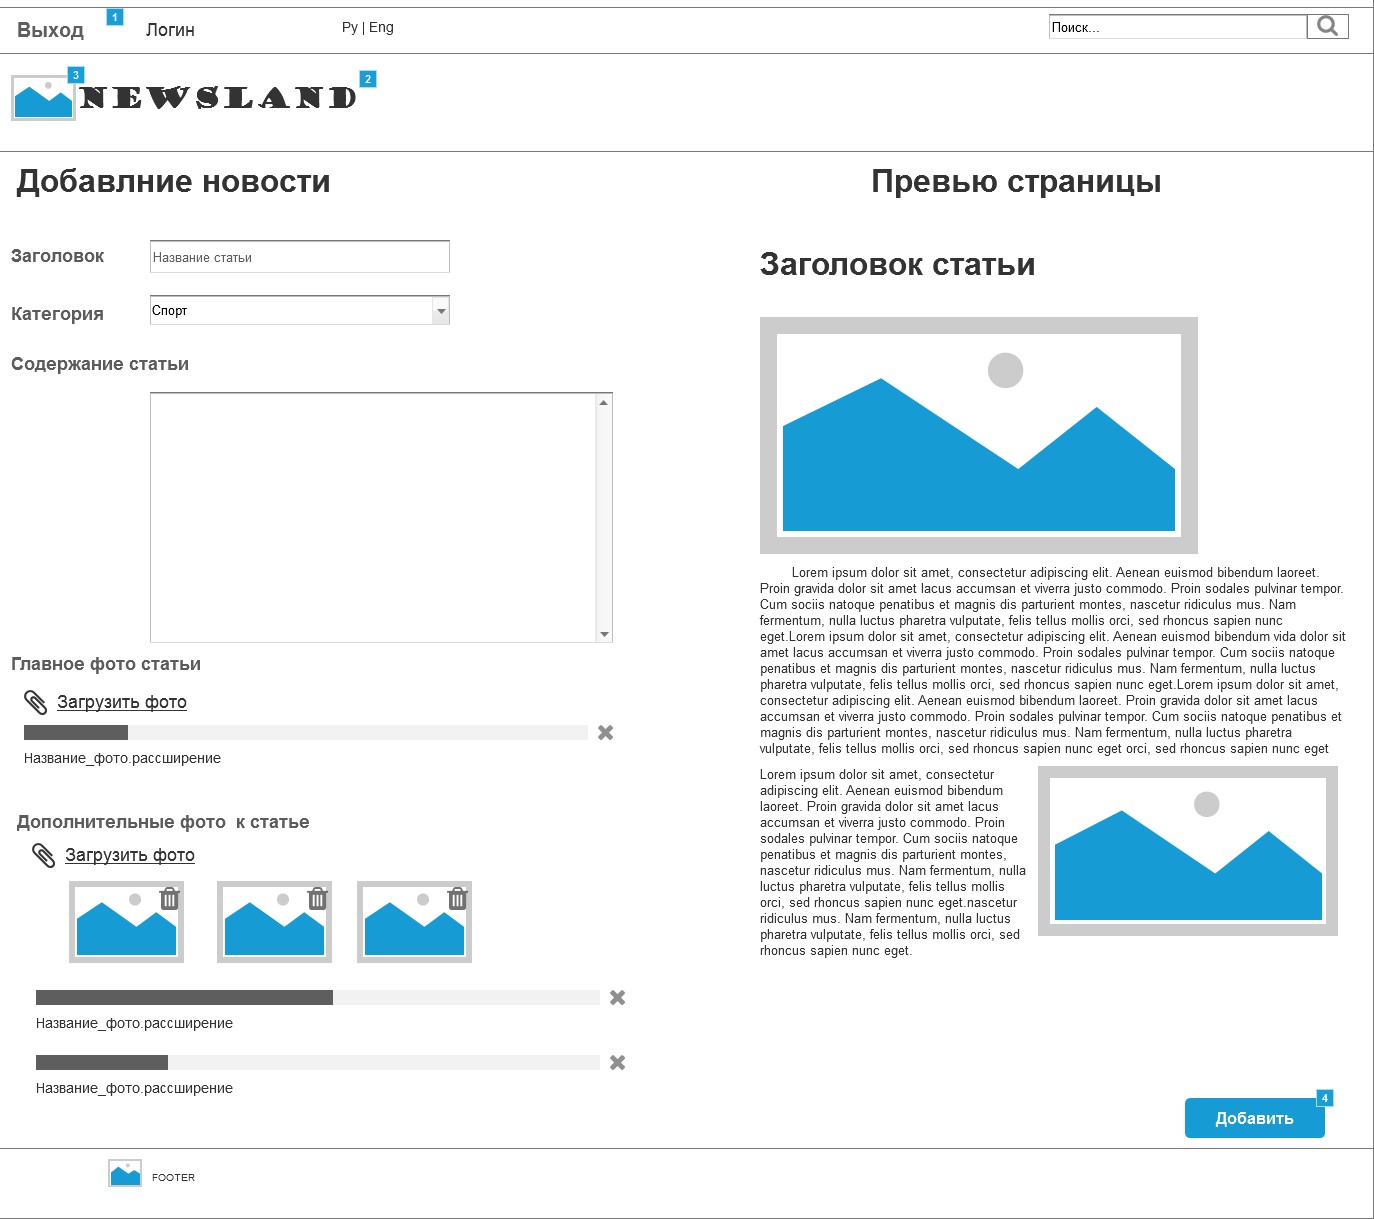 Выход
1
Логин
Ру | Eng
Поиск...
3
NEWSLAND
2
Добавлние новости
Заголовок
Название статьи
Категория
Спорт
Содержание статьи
Главное фото статьи
Загрузить фото
Название_фото.расширение
Дополнительные фото  к статье
Загрузить фото
Название_фото.расширение
Название_фото.расширение
Превью страницы
Заголовок статьи
Lorem ipsum dolor sit amet, consectetur adipiscing elit. Aenean euismod bibendum laoreet.
Proin gravida dolor sit amet lacus accumsan et viverra justo commodo. Proin sodales pulvinar tempor.
Cum sociis natoque penatibus et magnis dis parturient montes, nascetur ridiculus mus. Nam
fermentum, nulla luctus pharetra vulputate, felis tellus mollis orci, sed rhoncus sapien nunc
eget.Lorem ipsum dolor sit amet, consectetur adipiscing elit. Aenean euismod bibendum vida dolor sit
amet lacus accumsan et viverra justo commodo. Proin sodales pulvinar tempor. Cum sociis natoque
penatibus et magnis dis parturient montes, nascetur ridiculus mus. Nam fermentum, nulla luctus
pharetra vulputate, felis tellus mollis orci, sed rhoncus sapien nunc eget.Lorem ipsum dolor sit amet,
consectetur adipiscing elit. Aenean euismod bibendum laoreet. Proin gravida dolor sit amet lacus
accumsan et viverra justo commodo. Proin sodales pulvinar tempor. Cum sociis natoque penatibus et
magnis dis parturient montes, nascetur ridiculus mus. Nam fermentum, nulla luctus pharetra
vulputate, felis tellus mollis orci, sed rhoncus sapien nunc eget orci, sed rhoncus sapien nunc eget
Lorem ipsum dolor sit amet, consectetur
adipiscing elit. Aenean euismod bibendum
laoreet. Proin gravida dolor sit amet lacus
accumsan et viverra justo commodo. Proin
sodales pulvinar tempor. Cum sociis natoque
penatibus et magnis dis parturient montes,
nascetur ridiculus mus. Nam fermentum, nulla
luctus pharetra vulputate, felis tellus mollis
orci, sed rhoncus sapien nunc eget.nascetur
ridiculus mus. Nam fermentum, nulla luctus
pharetra vulputate, felis tellus mollis orci, sed
rhoncus sapien nunc eget.
4
Добавить
FOOTER